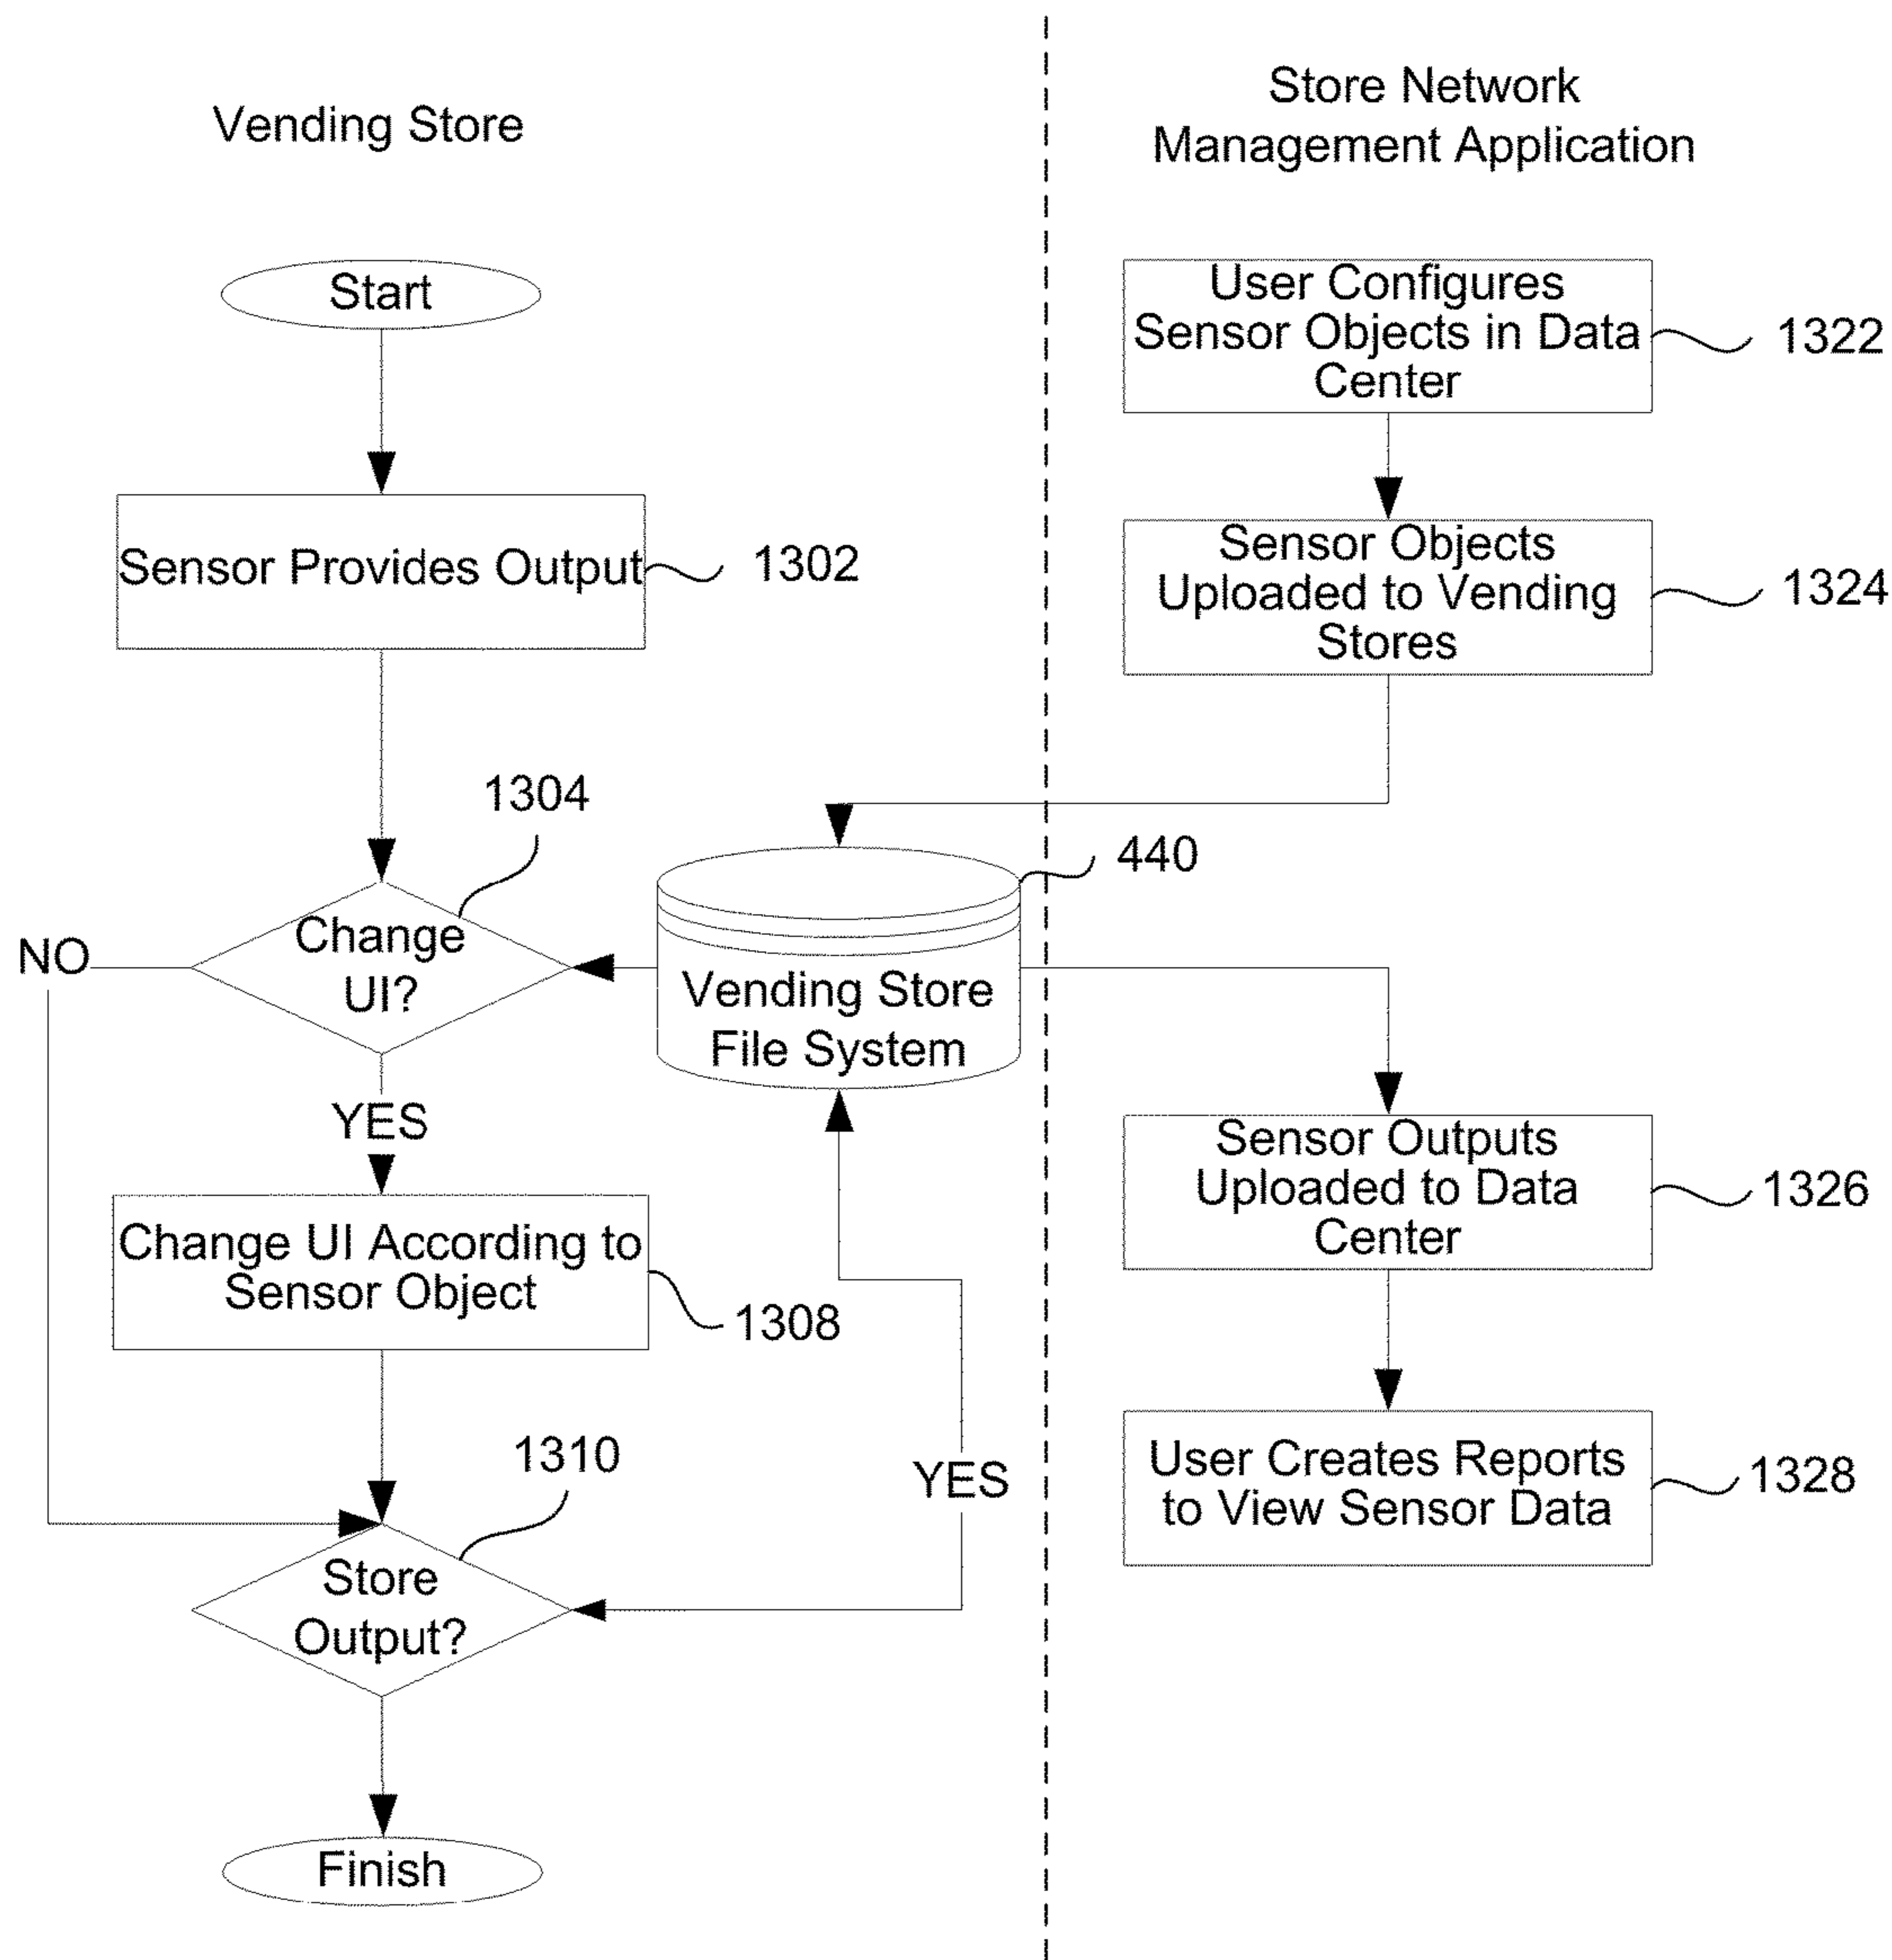 Vending Store
Start
Sensor Provides Output
1302
1304
Change
UI?
NO
YES
Change UI According to
Sensor Object
1308
1310
Store
Output?
YES
Finish
440
Vending Store
File System
Store Network
Management Application
User Configures
Sensor Objects in Data
Center
1322
Sensor Objects
Uploaded to Vending
Stores
1324
Sensor Outputs
Uploaded to Data
Center
1326
User Creates Reports
to View Sensor Data
1328